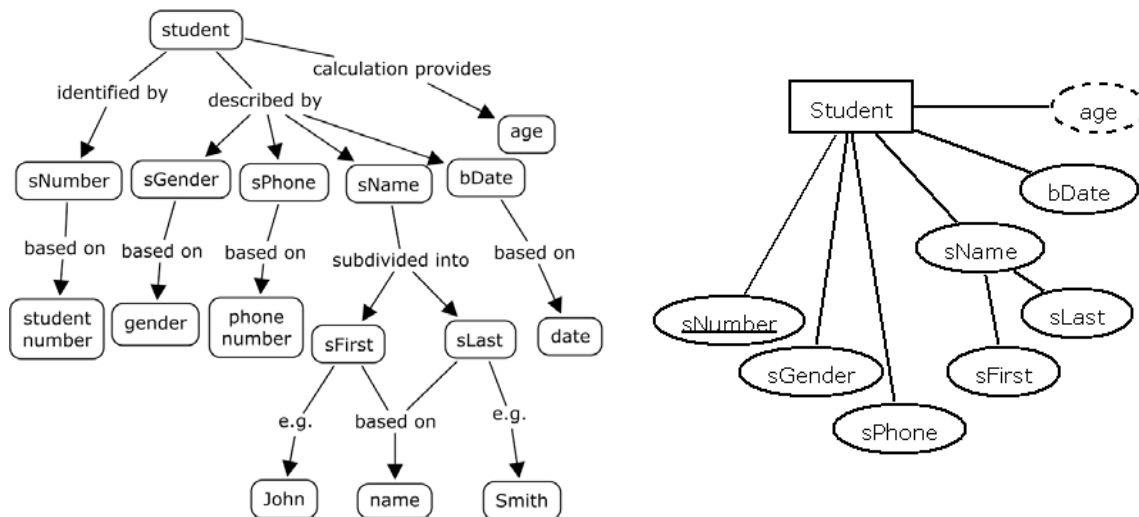 student
calculation provides
identified by
described by
age
sNumber
sGender
sPhone
sName
bDate
based on
based on
based on
subdivided into
based on
student
number
gender
phone
number
sFirst
sLast
date
e.g.
based on
e.g.
John
name
Smith
Student
age
bDate
sName
sNumber
sLast
sGender
sFirst
sPhone